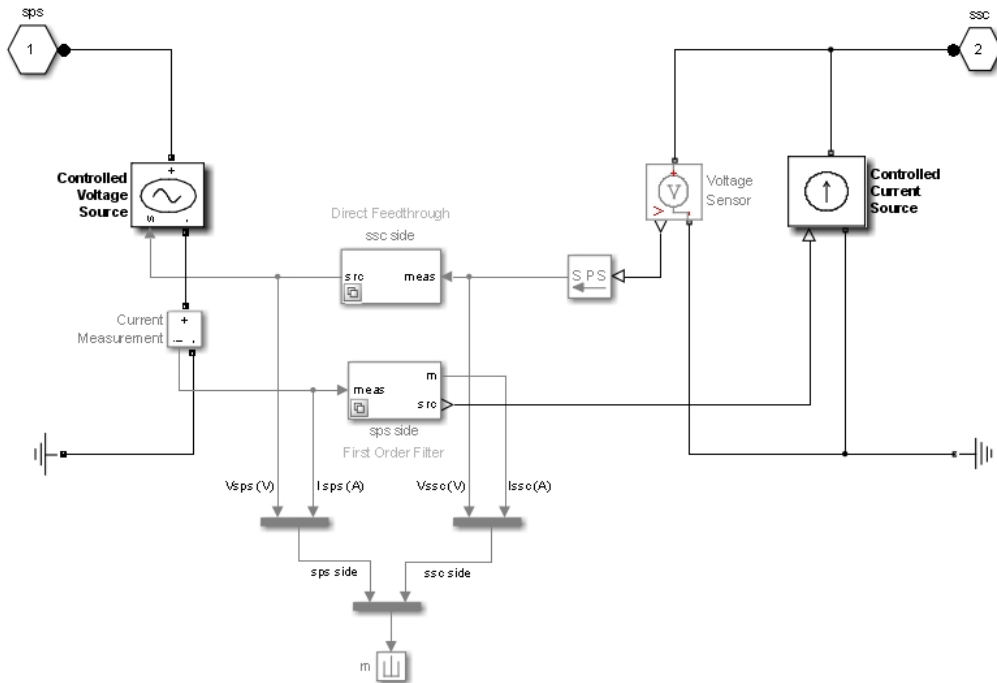 sps
ssc
1
2
Controlled
Voltage
Source
+
s
-
Voltage
Sensor
V
+
V
-
Controlled
Current
Source
Direct Feedthrough
ssc side
src
meas
SPS
Current
Measurement
+
i
-
meas
m
src
sps side
First Order Filter
Vsps(V)
Isps(A)
Vssc(V)
Issc(A)
sps side
ssc side
m